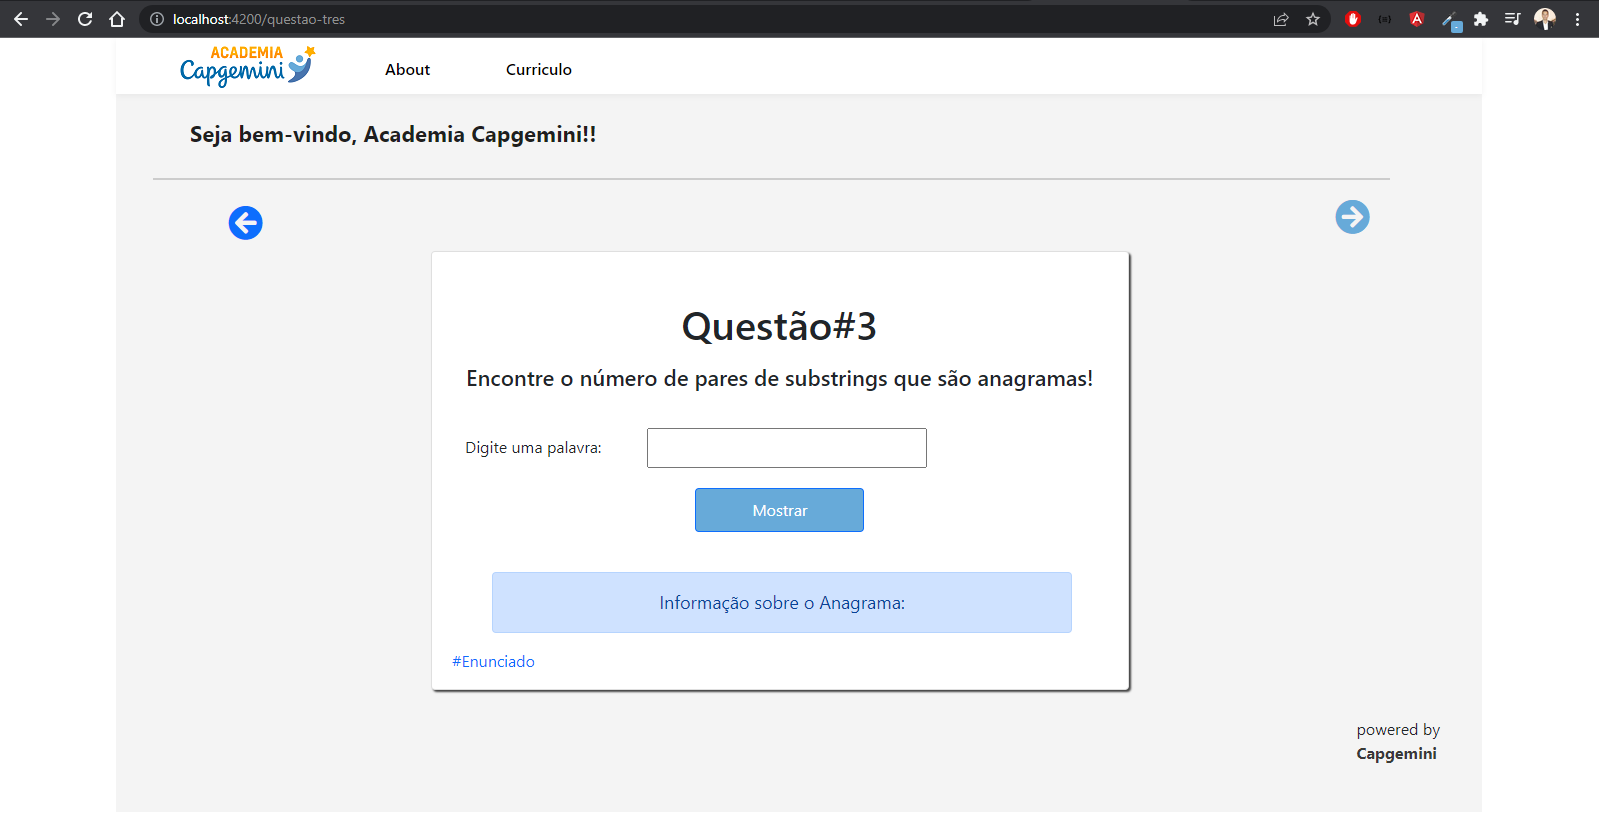 localhost:4200/questao-tres
ACADEMIA
Capgemini
About
Curriculo
Seja bem-vindo, Academia Capgemini!!
Questão#3
Encontre o número de pares de substrings que são anagramas!
Digite uma palavra:
Mostrar
Informação sobre o Anagrama:
#Enunciado
powered by
Capgemini